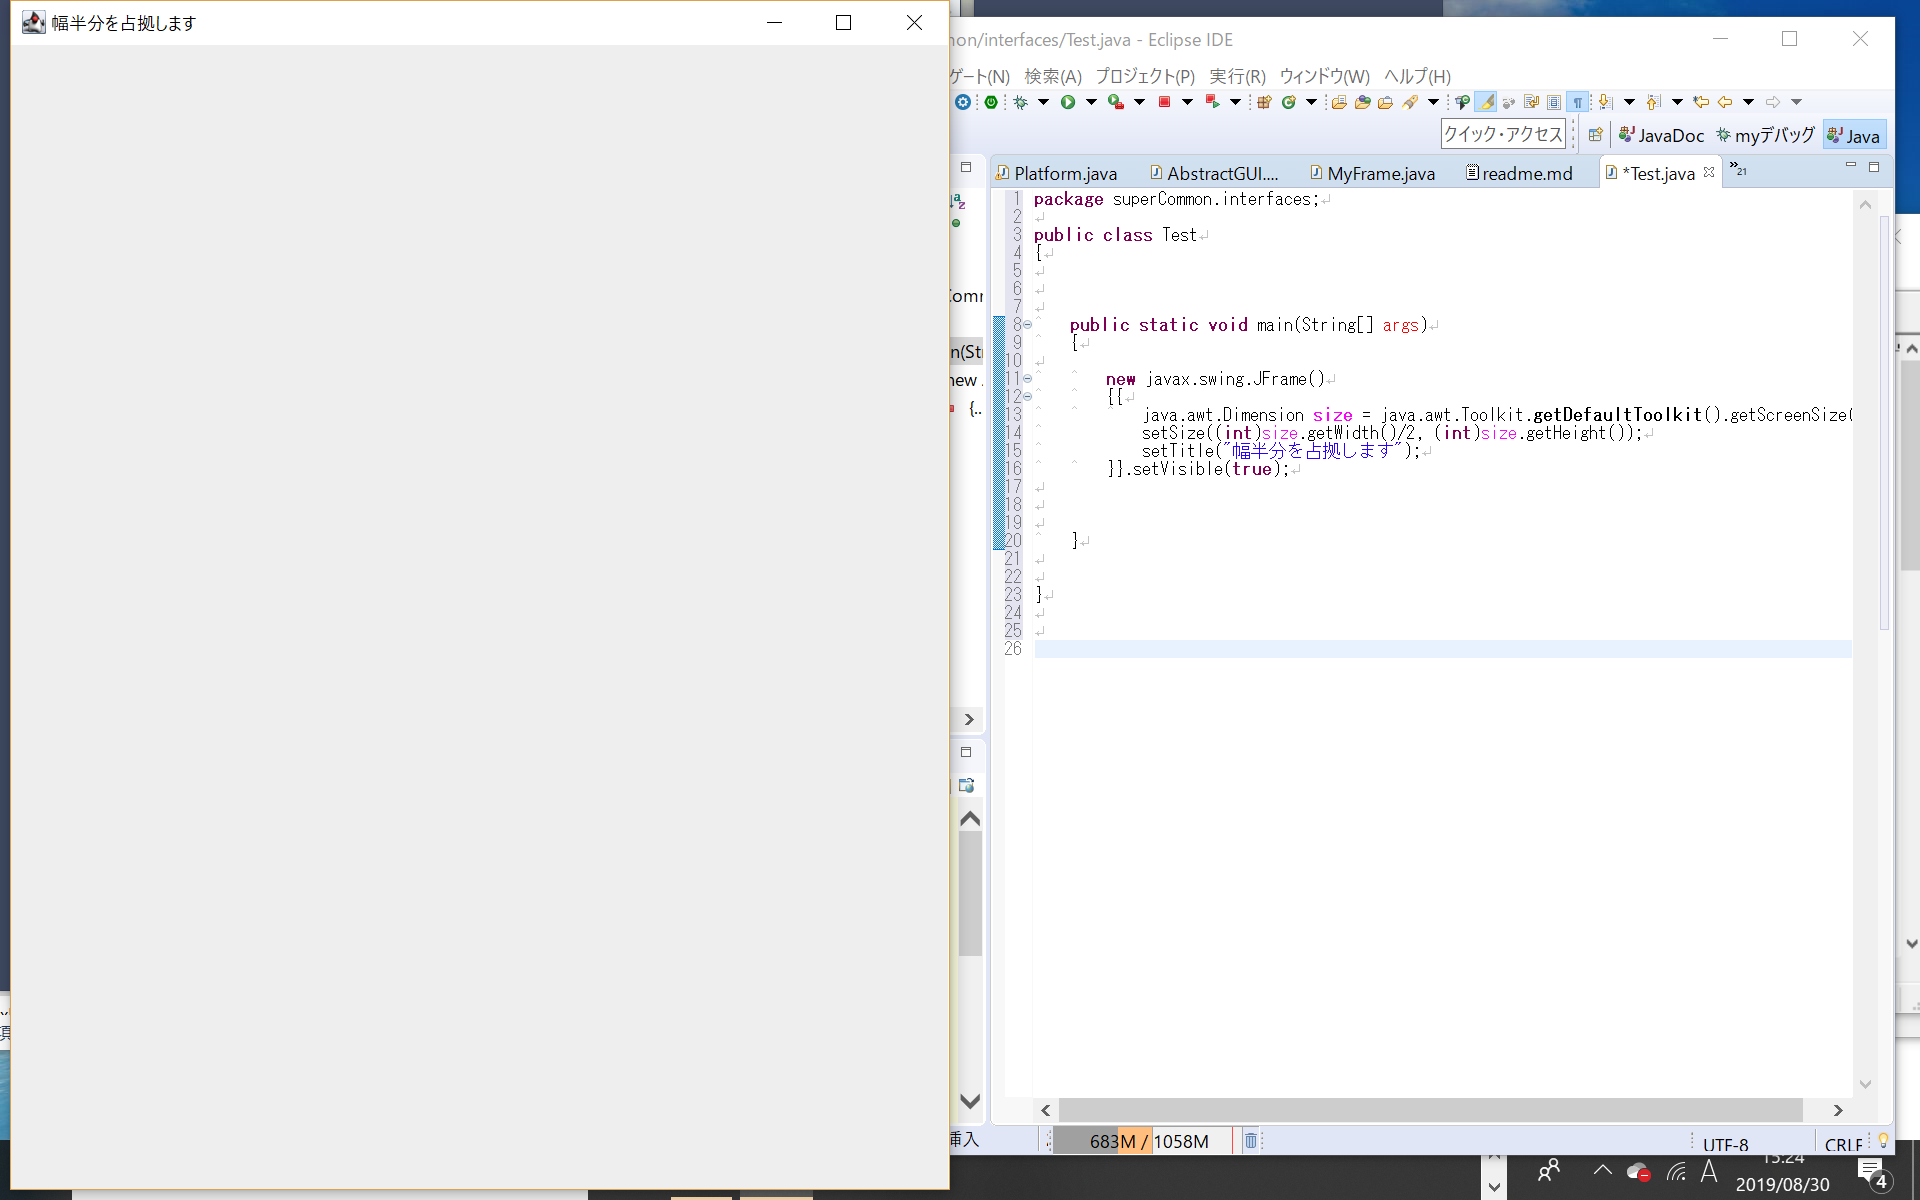 幅半分を占拠します
non/interfaces/Test.java - Eclipse IDE
ゲート(N) 検索(A) プロジェクト(P) 実行(R) ウィンドウ(W) ヘルプ(H)
クイック・アクセス JavaDoc myデバッグ Java
Platform.java AbstractGUI.... MyFrame.java readme.md *Test.java »21
1 package superCommon.interfaces;
2
3 public class Test
4 {
5
6
7
8 public static void main(String[] args)
9 {
10
11 new javax.swing.JFrame()
12 {{
13 java.awt.Dimension size = java.awt.Toolkit.getDefaultToolkit().getScreenSize(
14 setSize((int)size.getWidth()/2, (int)size.getHeight());
15 setTitle("幅半分を占拠します");
16 }}.setVisible(true);
17
18
19
20 }
21
22
23 }
24
25
26
Comm
n(Str
new .
{..
挿入 683M / 1058M UTF-8 CRLF
A 15:24
2019/08/30 4